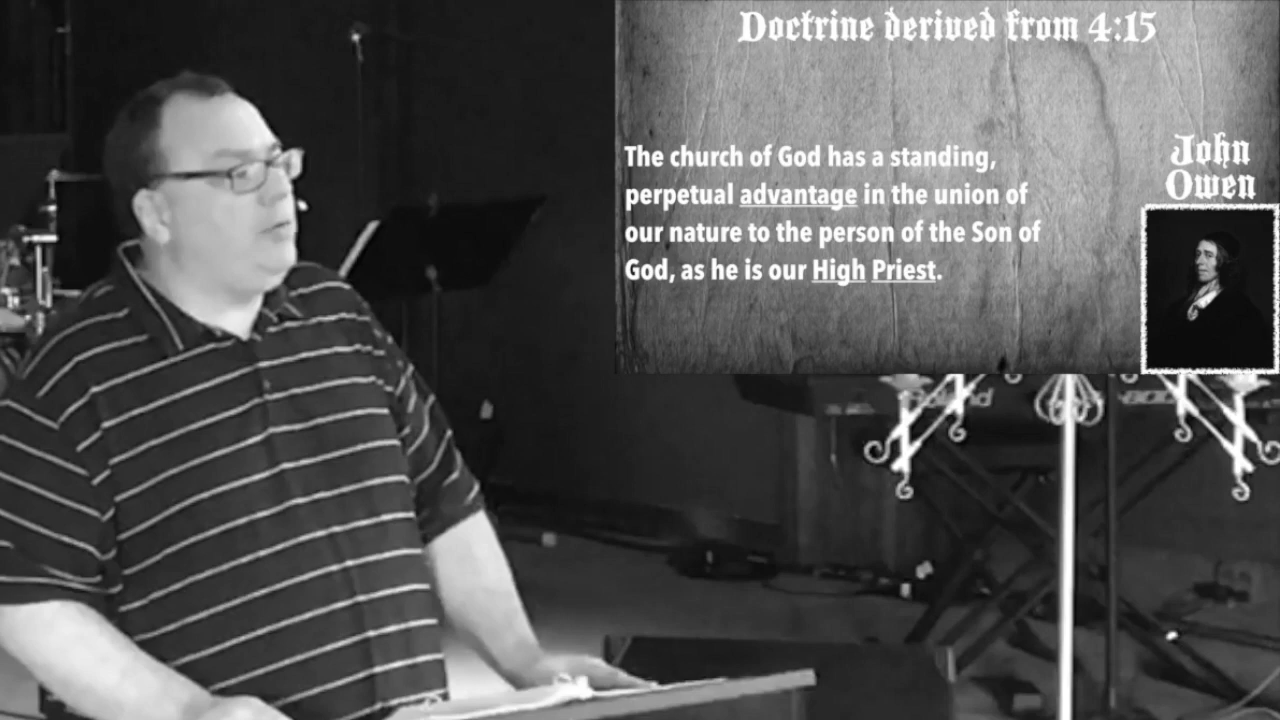 Doctrine derived from 4:15
The church of God has a standing,
perpetual advantage in the union of
our nature to the person of the Son of
God, as he is our High Priest.
John
Owen
Roland